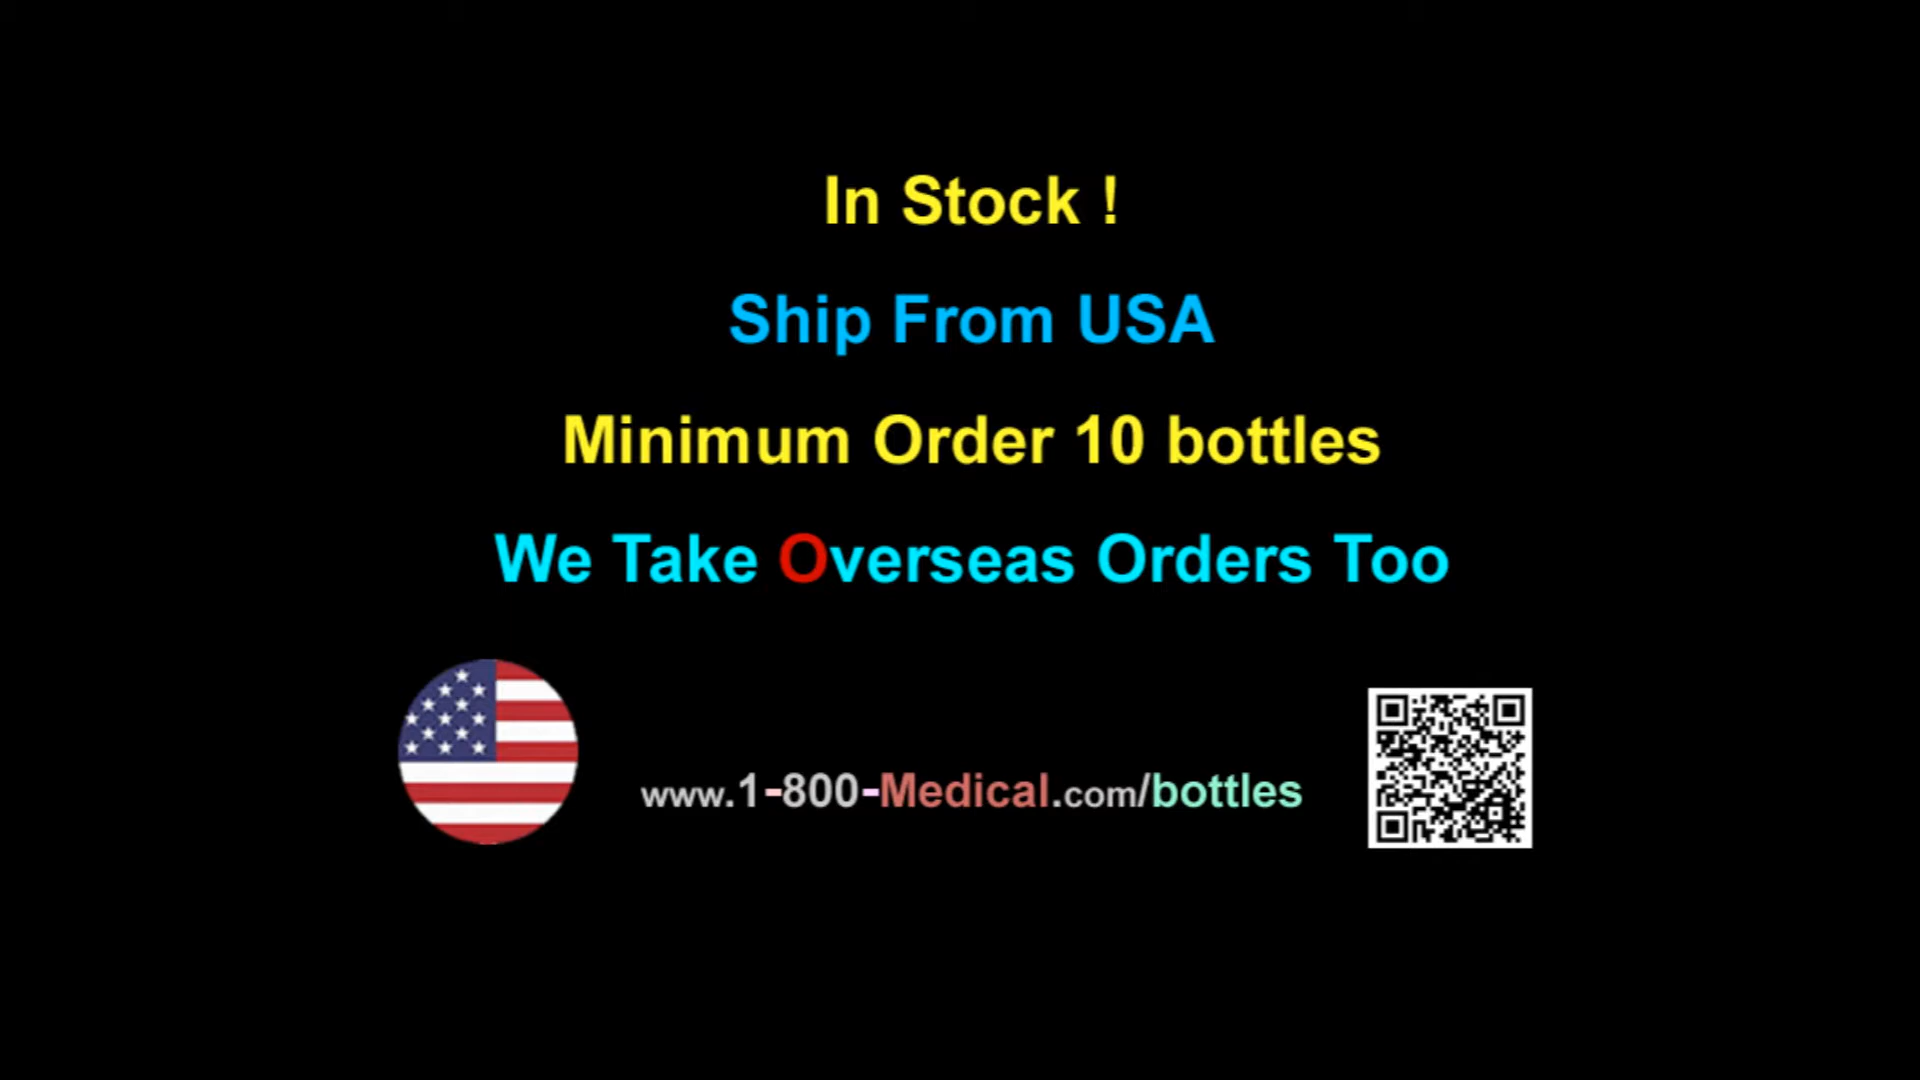 In Stock !
Ship From USA
Minimum Order 10 bottles
We Take Overseas Orders Too
www.1-800-Medical.com/bottles